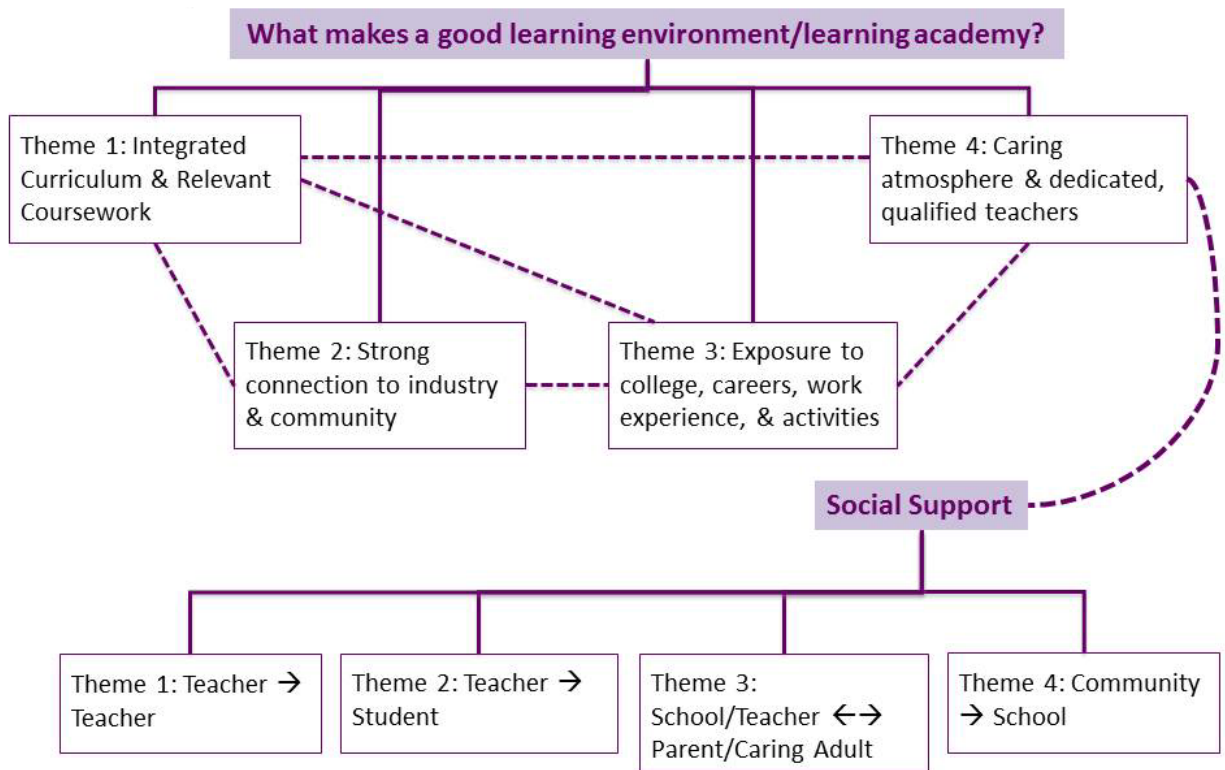 What makes a good learning environment/learning academy?
Theme 1: Integrated
Curriculum & Relevant
Coursework
Theme 4: Caring
atmosphere & dedicated,
qualified teachers
Theme 2: Strong
connection to industry
& community
Theme 3: Exposure to
college, careers, work
experience, & activities
Social Support
Theme 1: Teacher →
Teacher
Theme 2: Teacher →
Student
Theme 3:
School/Teacher ←→
Parent/Caring Adult
Theme 4: Community
→ School